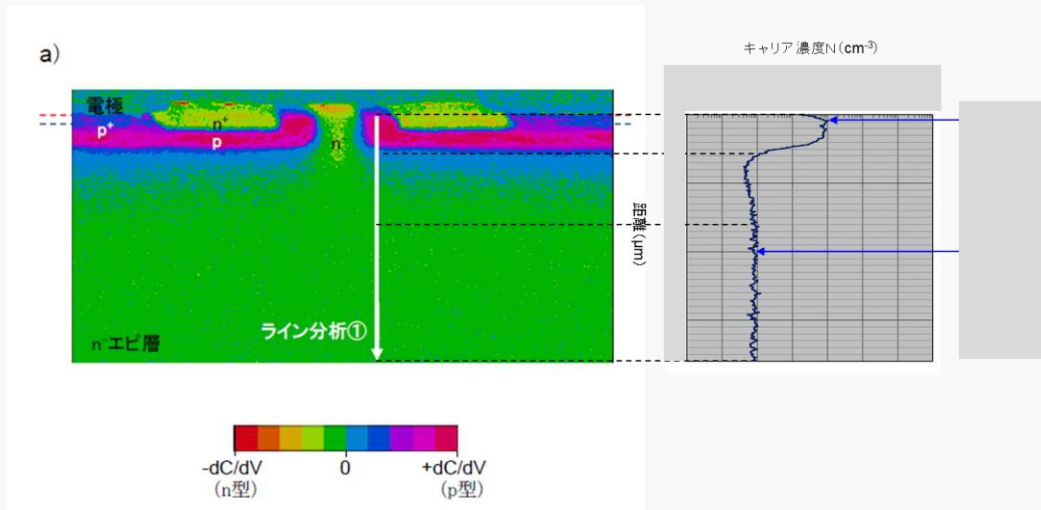 a)
キャリア濃度N(cm-3)
電極
p+
n+
p
n
距離(μm)
ライン分析①
n-エピ層
-dC/dV
0
+dC/dV
(n型)
(p型)